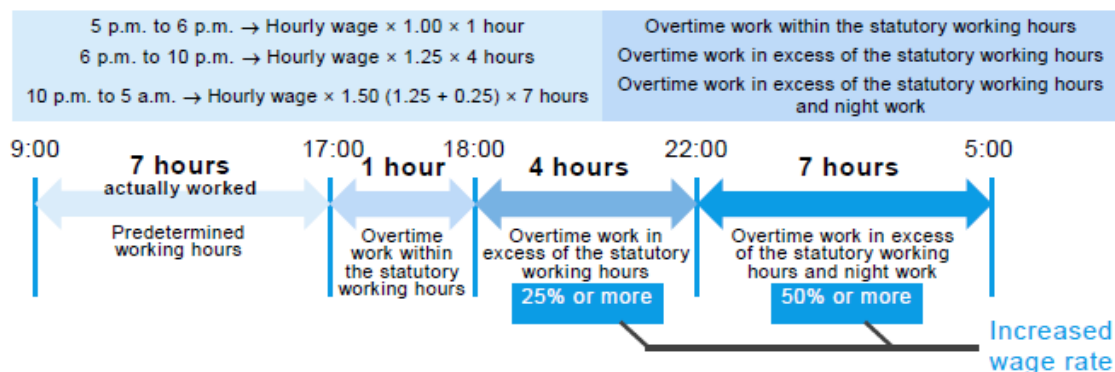 5 p.m. to 6 p.m. → Hourly wage × 1.00 × 1 hour
Overtime work within the statutory working hours
6 p.m. to 10 p.m. → Hourly wage × 1.25 × 4 hours
Overtime work in excess of the statutory working hours
10 p.m. to 5 a.m. → Hourly wage × 1.50 (1.25 + 0.25) × 7 hours
Overtime work in excess of the statutory working hours
and night work
9:00
17:00
18:00
22:00
5:00
7 hours
actually worked
1 hour
4 hours
7 hours
Predetermined
working hours
Overtime
work within
the statutory
working hours
Overtime work in
excess of the statutory
working hours
Overtime work in excess
of the statutory working
hours and night work
25% or more
50% or more
Increased
wage rate